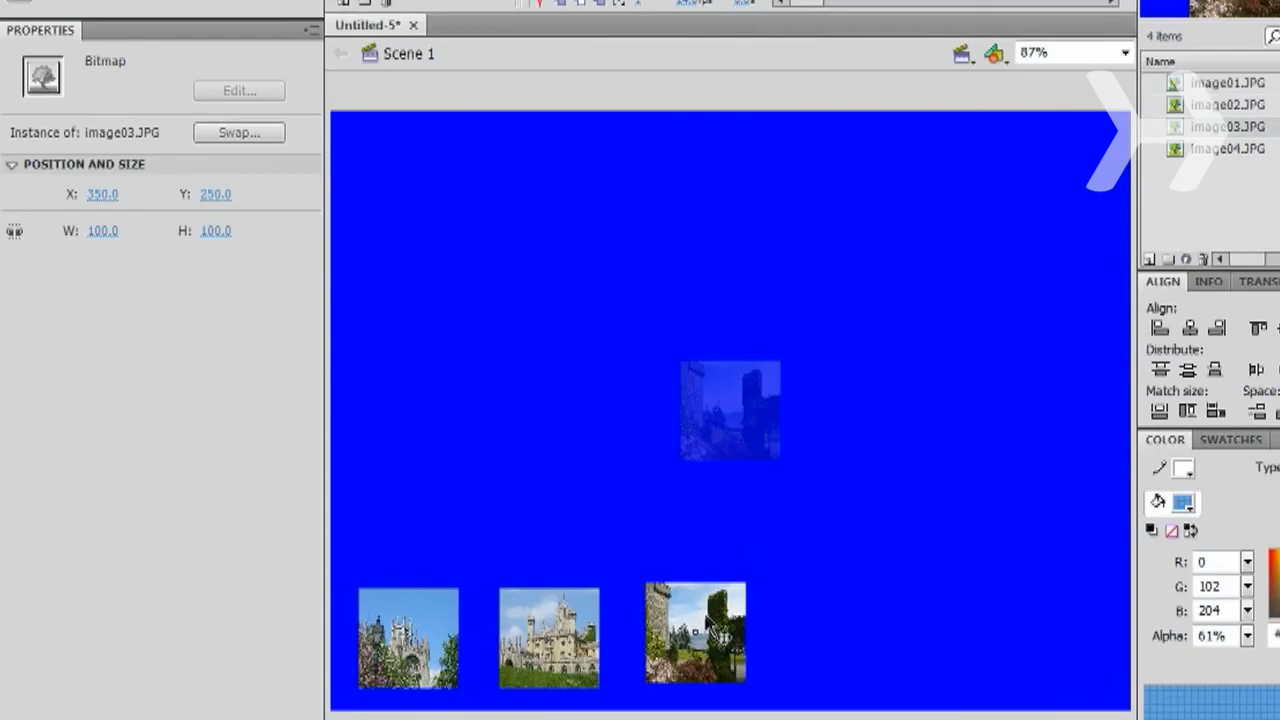 Untitled-5*
PROPERTIES
Scene 1
87%
4 items
Bitmap
Name
Edit...
image01.JPG
image02.JPG
Instance of: image03.JPG
Swap...
image03.JPG
image04.JPG
POSITION AND SIZE
X: 350.0
Y: 250.0
W: 100.0
H: 100.0
ALIGN
INFO
Align:
Distribute:
Match size:
Space:
COLOR
SWATCHES
R: 0
G: 102
B: 204
Alpha: 61%